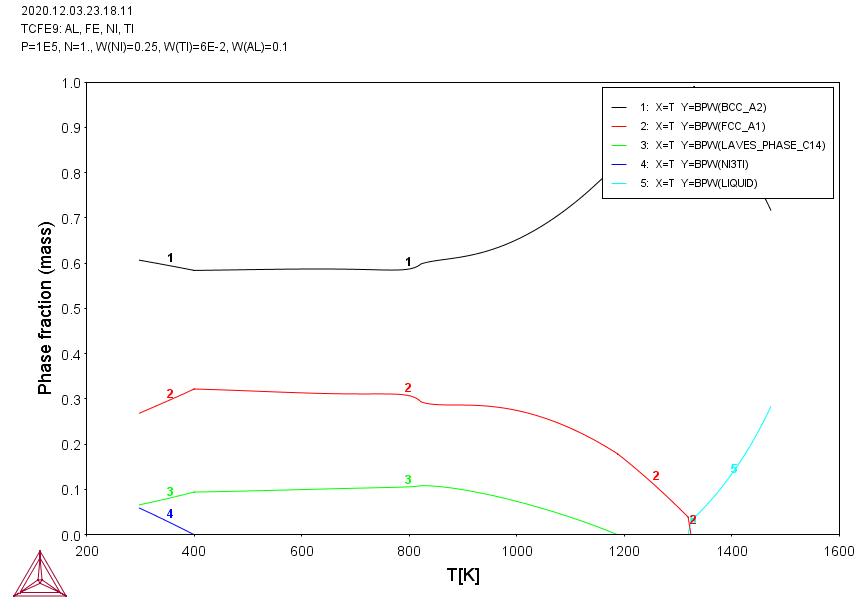 2020.12.03.23.18.11
TCFE9: AL, FE, NI, TI
P=1E5, N=1., W(NI)=0.25, W(TI)=6E-2, W(AL)=0.1
1.0
0.9
0.8
0.7
0.6
0.5
0.4
0.3
0.2
0.1
0.0
Phase fraction (mass)
1: X=T Y=BPW(BCC_A2)
2: X=T Y=BPW(FCC_A1)
3: X=T Y=BPW(LAVES_PHASE_C14)
4: X=T Y=BPW(NI3TI)
5: X=T Y=BPW(LIQUID)
1
1
2
2
2
2
3
3
4
5
200 400 600 800 1000 1200 1400 1600
T[K]